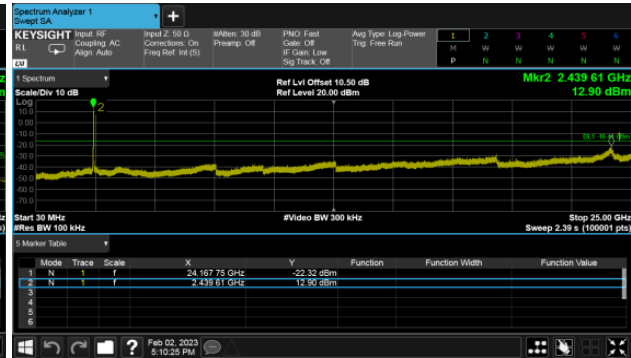 Spectrum Analyzer 1
Swept SA
+
KEYSIGHT Input: RF Input Z: 50 Ω #Atten: 30 dB PNO: Fast Avg Type: Log-Power 1 2 3 4 5 6
RL Coupling: AC Corrections: On Preamp: Off Gate: Off Trig: Free Run M W W W W W
Align: Auto Freq Ref: Int (S) IF Gain: Low P N N N N N
LXI Sig Track: Off
1 Spectrum Ref Lvl Offset 10.50 dB Mkr2 2.439 61 GHz
Scale/Div 10 dB Ref Level 20.00 dBm 12.90 dBm
Log
2
10.0
0.00
-10.0
-20.0
-30.0
-40.0
-50.0
-60.0
-70.0
Start 30 MHz #Video BW 300 kHz Stop 25.00 GHz
#Res BW 100 kHz Sweep 2.39 s (100001 pts)
5 Marker Table
Mode Trace Scale X Y Function Function Width Function Value
1 N 1 f 24.167 75 GHz -22.32 dBm
2 N 1 f 2.439 61 GHz 12.90 dBm
3
4
5
6
? Feb 02, 2023
5:10:25 PM